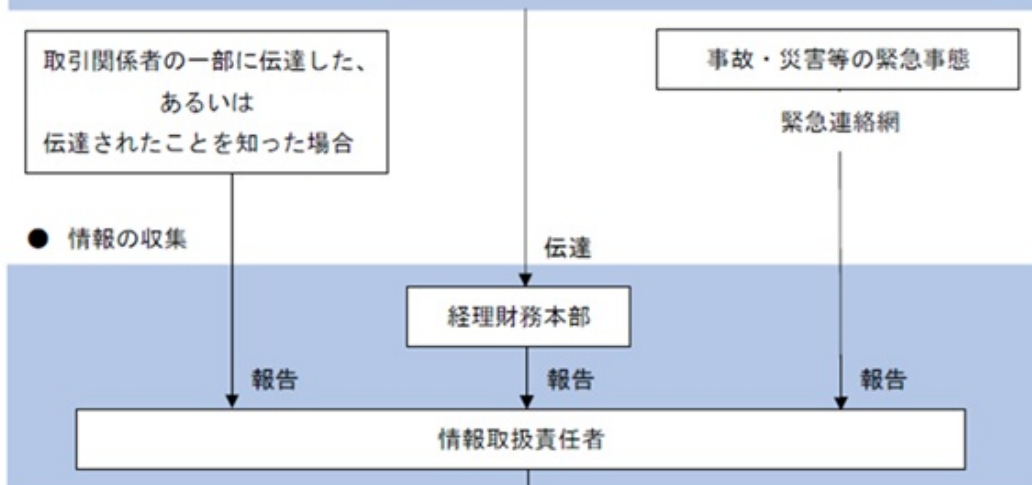 取引関係者の一部に伝達した、
あるいは
伝達されたことを知った場合
事故・災害等の緊急事態
緊急連絡網
● 情報の収集
伝達
経理財務本部
報告
報告
報告
情報取扱責任者